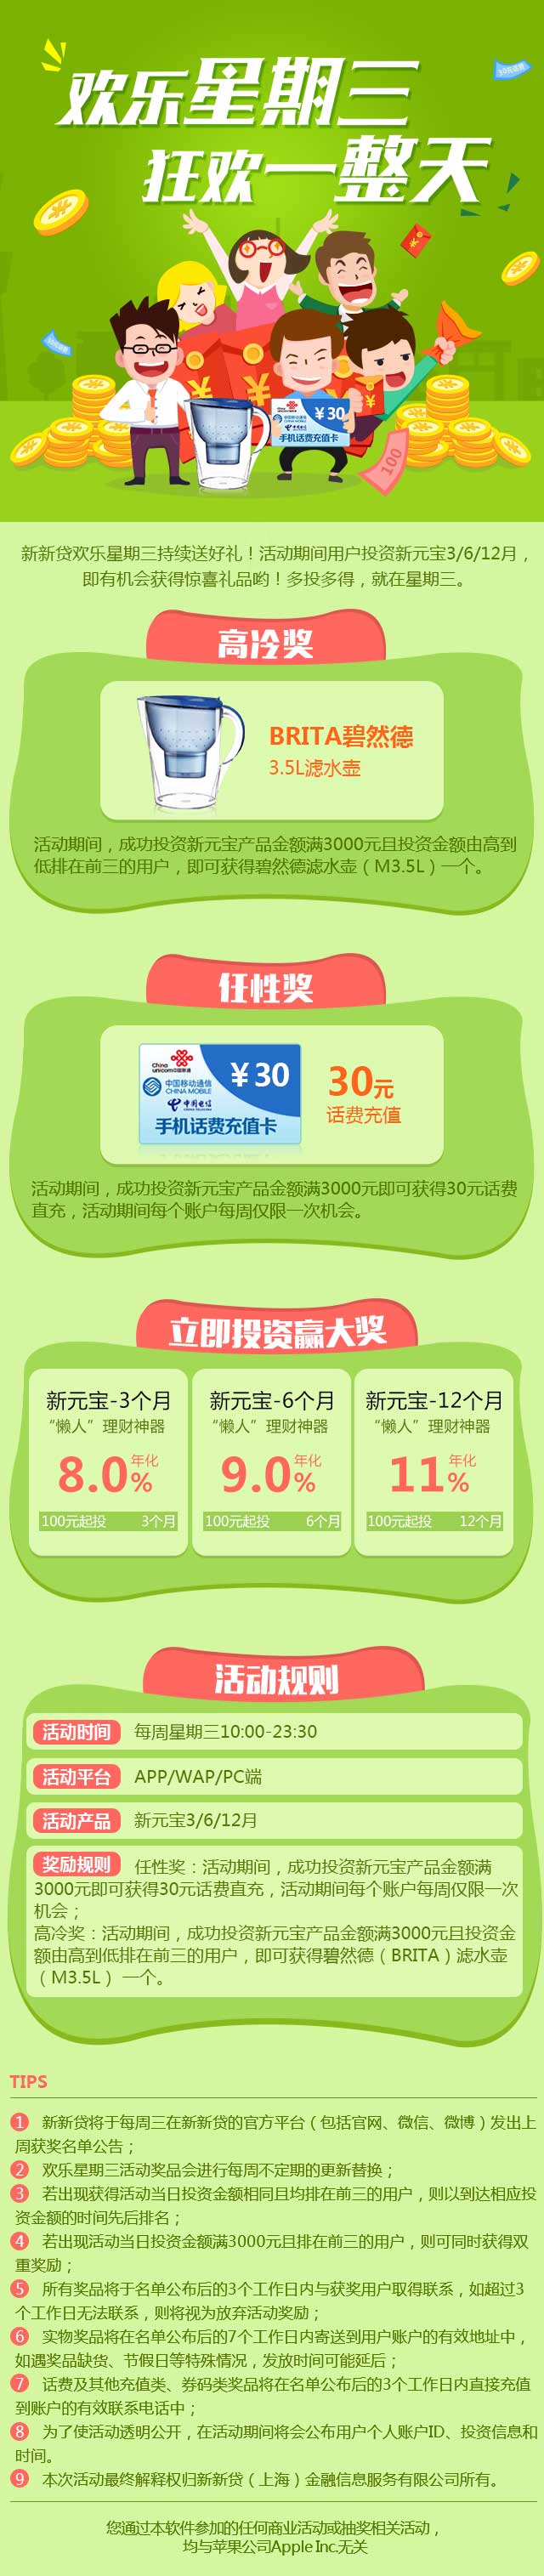 欢乐星期三
狂欢一整天
¥30
手机话费充值卡
100
新新贷欢乐星期三持续送好礼！活动期间用户投资新元宝3/6/12月，
即有机会获得惊喜礼品哟！多投多得，就在星期三。
高冷奖
BRITA碧然德
3.5L滤水壶
活动期间，成功投资新元宝产品金额满3000元且投资金额由高到
低排在前三的用户，即可获得碧然德滤水壶（M3.5L）一个。
任性奖
China
unicom中国联通
中国移动通信
CHINA MOBILE
中国电信
¥30
手机话费充值卡
30元
话费充值
活动期间，成功投资新元宝产品金额满3000元即可获得30元话费
直充，活动期间每个账户每周仅限一次机会。
立即投资赢大奖
新元宝-3个月
“懒人”理财神器
8.0%年化
100元起投 3个月
新元宝-6个月
“懒人”理财神器
9.0%年化
100元起投 6个月
新元宝-12个月
“懒人”理财神器
11%年化
100元起投 12个月
活动规则
活动时间 每周星期三10:00-23:30
活动平台 APP/WAP/PC端
活动产品 新元宝3/6/12月
奖励规则 任性奖：活动期间，成功投资新元宝产品金额满
3000元即可获得30元话费直充，活动期间每个账户每周仅限一次
机会；
高冷奖：活动期间，成功投资新元宝产品金额满3000元且投资金
额由高到低排在前三的用户，即可获得碧然德（BRITA）滤水壶
（M3.5L）一个。
TIPS
1 新新贷将于每周三在新新贷的官方平台（包括官网、微信、微博）发出上
周获奖名单公告；
2 欢乐星期三活动奖品会进行每周不定期的更新替换；
3 若出现获得活动当日投资金额相同且均排在前三的用户，则以到达相应投
资金额的时间先后排名；
4 若出现活动当日投资金额满3000元且排在前三的用户，则可同时获得双
重奖励；
5 所有奖品将于名单公布后的3个工作日内与获奖用户取得联系，如超过3
个工作日无法联系，则将视为放弃活动奖励；
6 实物奖品将在名单公布后的7个工作日内寄送到用户账户的有效地址中，
如遇奖品缺货、节假日等特殊情况，发放时间可能延后；
7 话费及其他充值类、券码类奖品将在名单公布后的3个工作日内直接充值
到账户的有效联系电话中；
8 为了使活动透明公开，在活动期间将会公布用户个人账户ID、投资信息和
时间。
9 本次活动最终解释权归新新贷（上海）金融信息服务有限公司所有。
您通过本软件参加的任何商业活动或抽奖相关活动，
均与苹果公司Apple Inc.无关